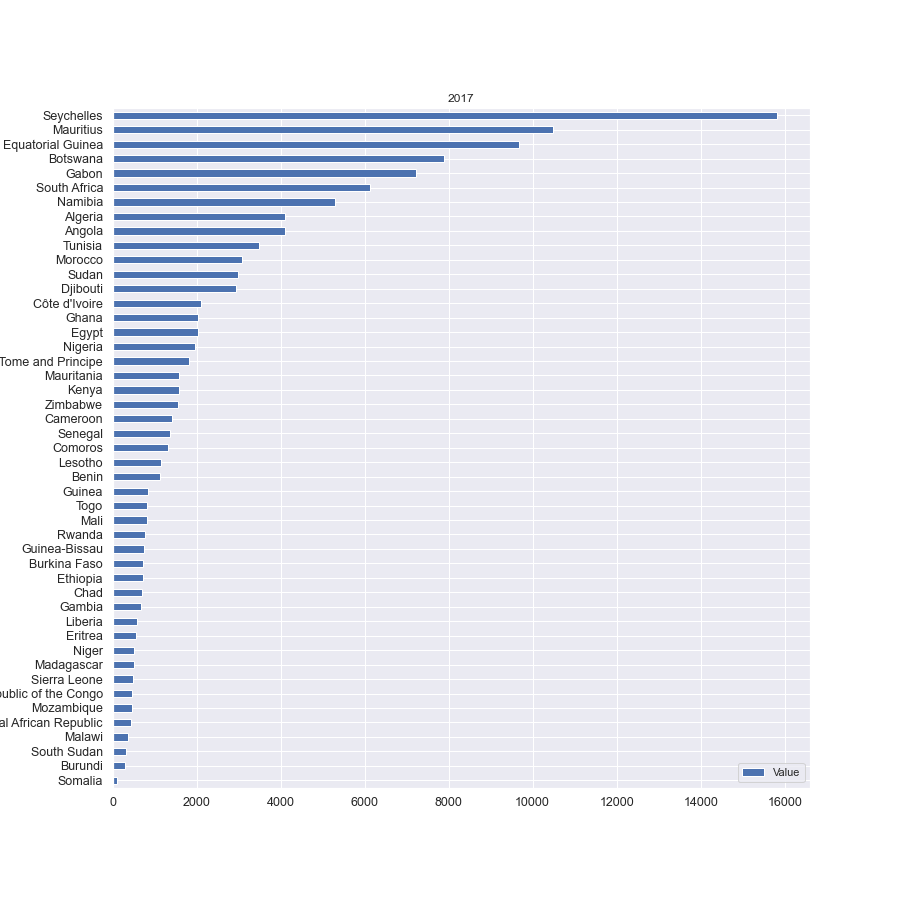 2017
Seychelles
Mauritius
Equatorial Guinea
Botswana
Gabon
South Africa
Namibia
Algeria
Angola
Tunisia
Morocco
Sudan
Djibouti
Côte d'Ivoire
Ghana
Egypt
Nigeria
Tome and Principe
Mauritania
Kenya
Zimbabwe
Cameroon
Senegal
Comoros
Lesotho
Benin
Guinea
Togo
Mali
Rwanda
Guinea-Bissau
Burkina Faso
Ethiopia
Chad
Gambia
Liberia
Eritrea
Niger
Madagascar
Sierra Leone
public of the Congo
Mozambique
al African Republic
Malawi
South Sudan
Burundi
Somalia
Value
0 2000 4000 6000 8000 10000 12000 14000 16000